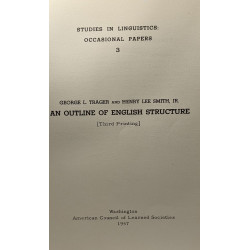 STUDIES IN LINGUISTICS:
OCCASIONAL PAPERS
3
GEORGE L. TRAGER AND HENRY LEE SMITH, JR.
AN OUTLINE OF ENGLISH STRUCTURE
[Third Printing]
Washington
American Council of Learned Societies
1957